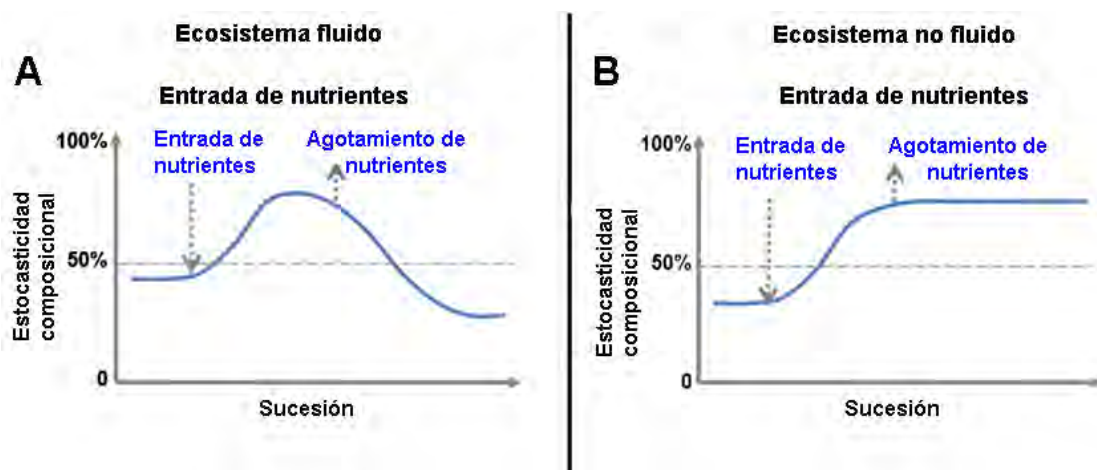 Ecosistema fluido
A
Entrada de nutrientes
100%
Entrada de
nutrientes
Agotamiento de
nutrientes
Estocasticidad
composicional
50%
0
Sucesión
Ecosistema no fluido
B
Entrada de nutrientes
100%
Entrada de
nutrientes
Agotamiento de
nutrientes
Estocasticidad
composicional
50%
0
Sucesión